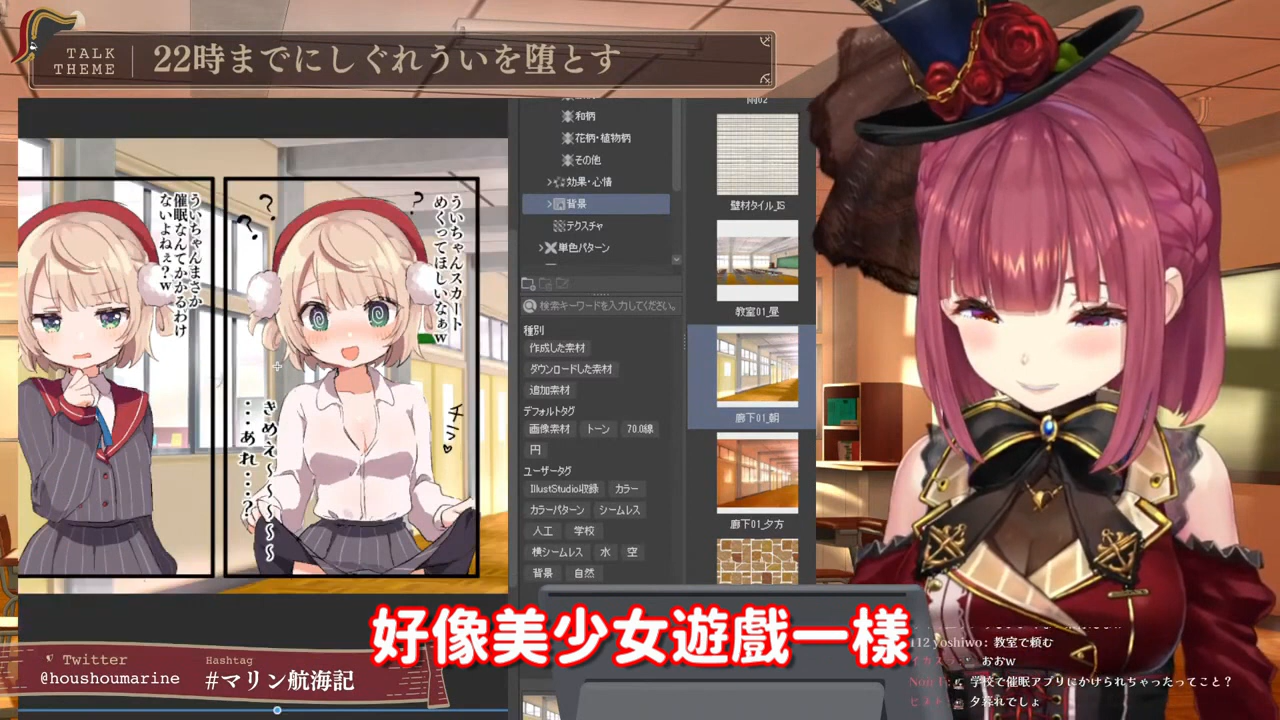 TALK
THEME
22時までにしぐれういを堕とす
ういちゃんスカート
めくってほしいなぁw
?
チラ♥
きめえ〜〜〜〜〜
・・・あれ・・・?
? ?
ういちゃんまさか
催眠なんてかかるわけ
ないよねぇ?w
和柄
花柄・植物柄
その他
効果・心情
背景
テクスチャ
単色パターン
検索キーワードを入力してください。
種別
作成した素材
ダウンロードした素材
追加素材
デフォルトタグ
画像素材 トーン 70.0線
円
ユーザータグ
IllustStudio収録 カラー
カラーパターン シームレス
人工 学校
横シームレス 水 空
背景 自然
壁材タイル_IS
教室01_昼
廊下01_朝
廊下01_夕方
好像美少女遊戲一樣
Twitter
@houshoumarine
Hashtag
#マリン航海記
112 yoshiwo: 教室で頼む
おおw
学校で催眠アプリにかけられちゃったってこと?
夕暮れでしょ